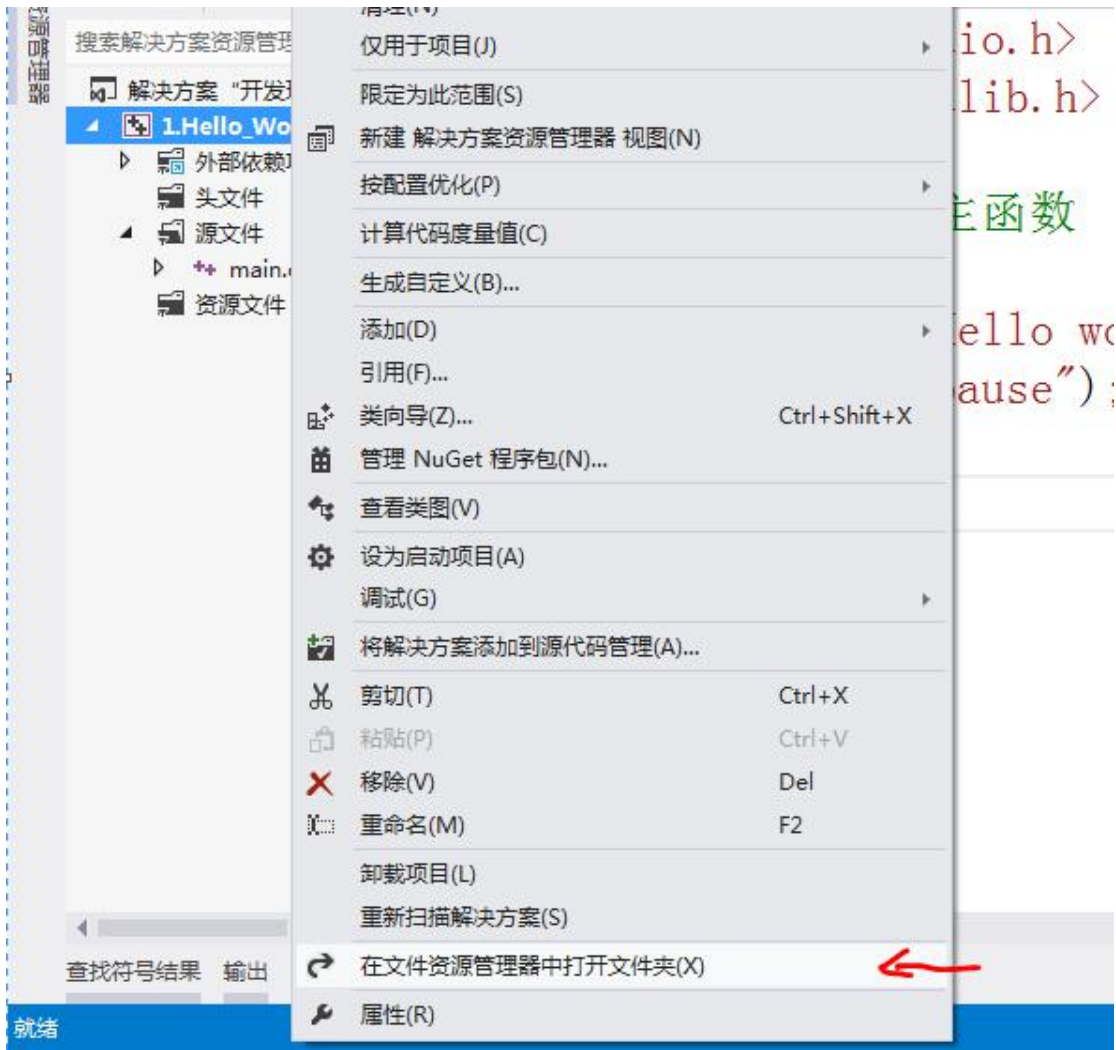 资源管理器
搜索解决方案资源管理
解决方案 "开发
1.Hello_Wo
外部依赖
头文件
源文件
main.
资源文件
清理(N)
仅用于项目(J)
限定为此范围(S)
新建 解决方案资源管理器 视图(N)
按配置优化(P)
计算代码度量值(C)
生成自定义(B)...
添加(D)
引用(F)...
类向导(Z)... Ctrl+Shift+X
管理 NuGet 程序包(N)...
查看类图(V)
设为启动项目(A)
调试(G)
将解决方案添加到源代码管理(A)...
剪切(T) Ctrl+X
粘贴(P) Ctrl+V
移除(V) Del
重命名(M) F2
卸载项目(L)
重新扫描解决方案(S)
在文件资源管理器中打开文件夹(X)
属性(R)
io.h>
lib.h>
主函数
ello wo
ause");
查找符号结果 输出
就绪